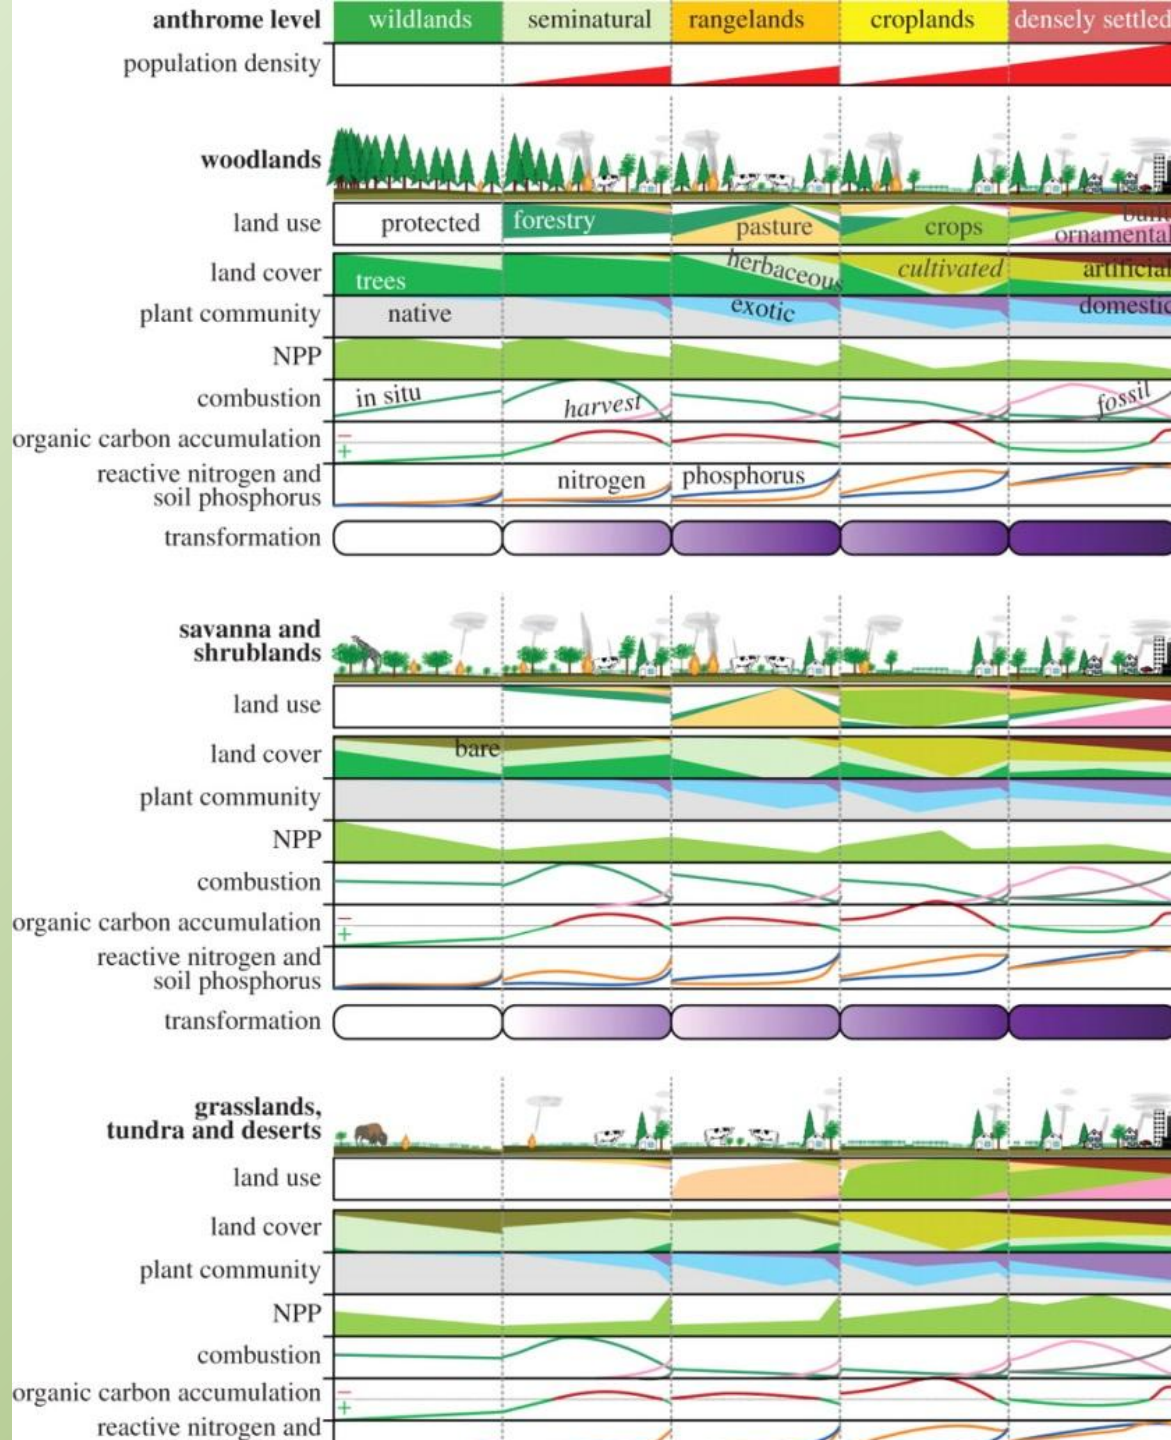 anthrome level wildlands seminatural rangelands croplands densely settled
population density
woodlands
land use protected forestry pasture crops built ornamental
land cover trees herbaceous cultivated artificial
plant community native exotic domestic
NPP
combustion in situ harvest fossil
organic carbon accumulation − +
reactive nitrogen and
soil phosphorus nitrogen phosphorus
transformation
savanna and
shrublands
land use
land cover bare
plant community
NPP
combustion
organic carbon accumulation − +
reactive nitrogen and
soil phosphorus
transformation
grasslands,
tundra and deserts
land use
land cover
plant community
NPP
combustion
organic carbon accumulation − +
reactive nitrogen and